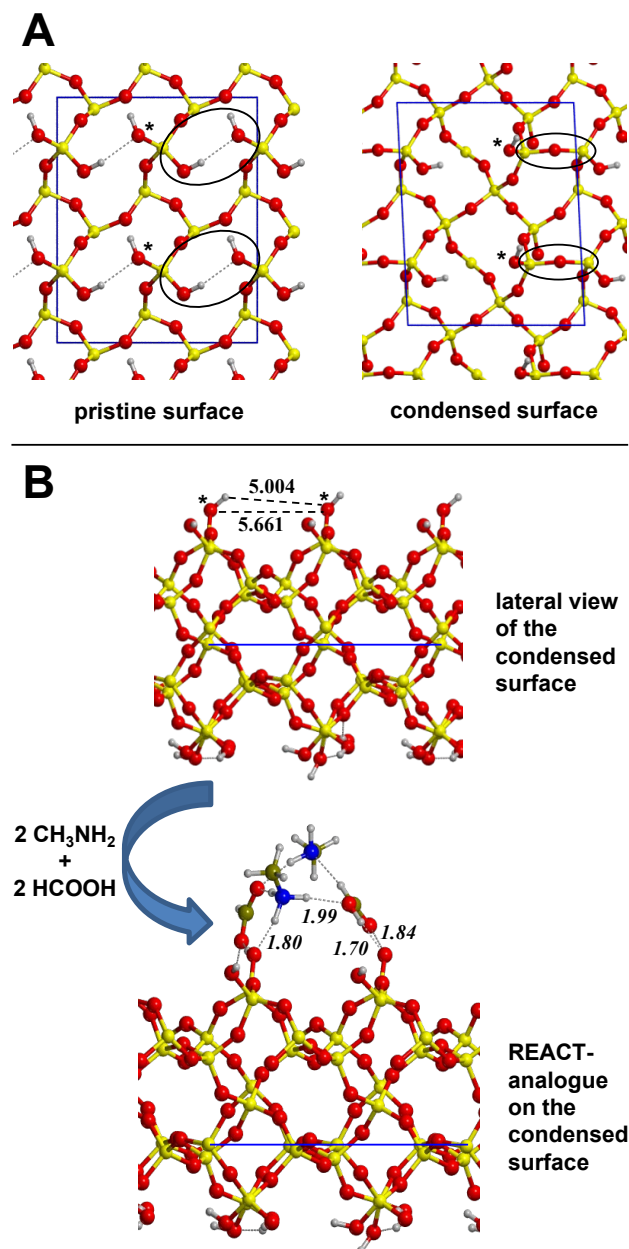 A
*
*
*
*
pristine surface
condensed surface
B
*
5.004
*
5.661
lateral view
of the
condensed
surface
2 CH₃NH₂
+
2 HCOOH
1.99
1.84
1.80
1.70
REACT-
analogue
on the
condensed
surface